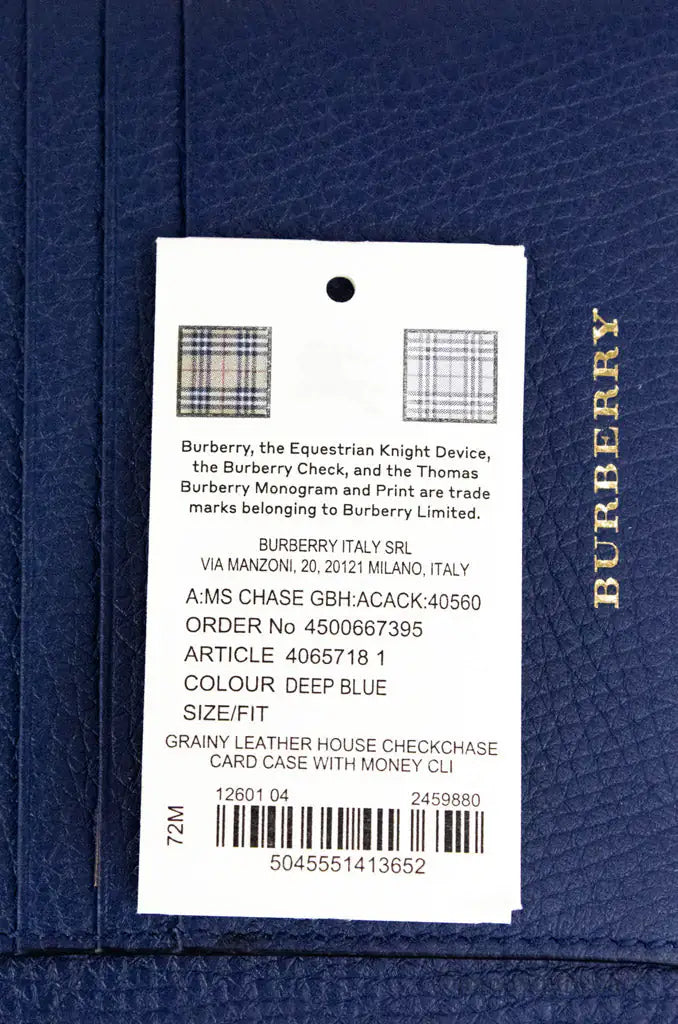 Burberry, the Equestrian Knight Device,
the Burberry Check, and the Thomas
Burberry Monogram and Print are trade
marks belonging to Burberry Limited.
BURBERRY ITALY SRL
VIA MANZONI, 20, 20121 MILANO, ITALY
A:MS CHASE GBH:ACACK:40560
ORDER No 4500667395
ARTICLE 4065718 1
COLOUR DEEP BLUE
SIZE/FIT
GRAINY LEATHER HOUSE CHECKCHASE
CARD CASE WITH MONEY CLI
12601 04 2459880
72M
5045551413652
BURBERRY